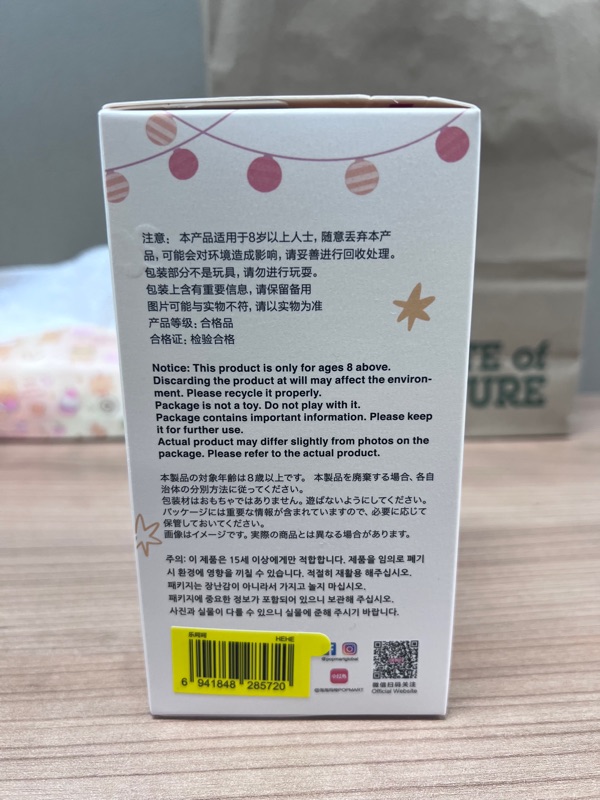 注意：本产品适用于8岁以上人士，随意丢弃本产
品，可能会对环境造成影响，请妥善进行回收处理。
包装部分不是玩具，请勿进行玩耍。
包装上含有重要信息，请保留备用
图片可能与实物不符，请以实物为准
产品等级：合格品
合格证：检验合格
Notice: This product is only for ages 8 above.
Discarding the product at will may affect the environ-
ment. Please recycle it properly.
Package is not a toy. Do not play with it.
Package contains important information. Please keep
it for further use.
Actual product may differ slightly from photos on the
package. Please refer to the actual product.
本製品の対象年齢は8歳以上です。本製品を廃棄する場合、各自
治体の分別方法に従ってください。
包装材はおもちゃではありません。遊ばないようにしてください。
パッケージには重要な情報が含まれていますので、必要に応じて
保管しておいてください。
画像はイメージです。実際の商品とは異なる場合があります。
주의: 이 제품은 15세 이상에게만 적합합니다. 제품을 임의로 폐기
시 환경에 영향을 끼칠 수 있습니다. 적절히 재활용 해주십시오.
패키지는 장난감이 아니라서 가지고 놀지 마십시오.
패키지에 중요한 정보가 포함되어 있으니 보관해 주십시오.
사진과 실물이 다를 수 있으니 실물에 준해 주시기 바랍니다.
HEHE
6 941848 285720
小红书
POPMART
微信扫码关注
Official Website
TE of
URE